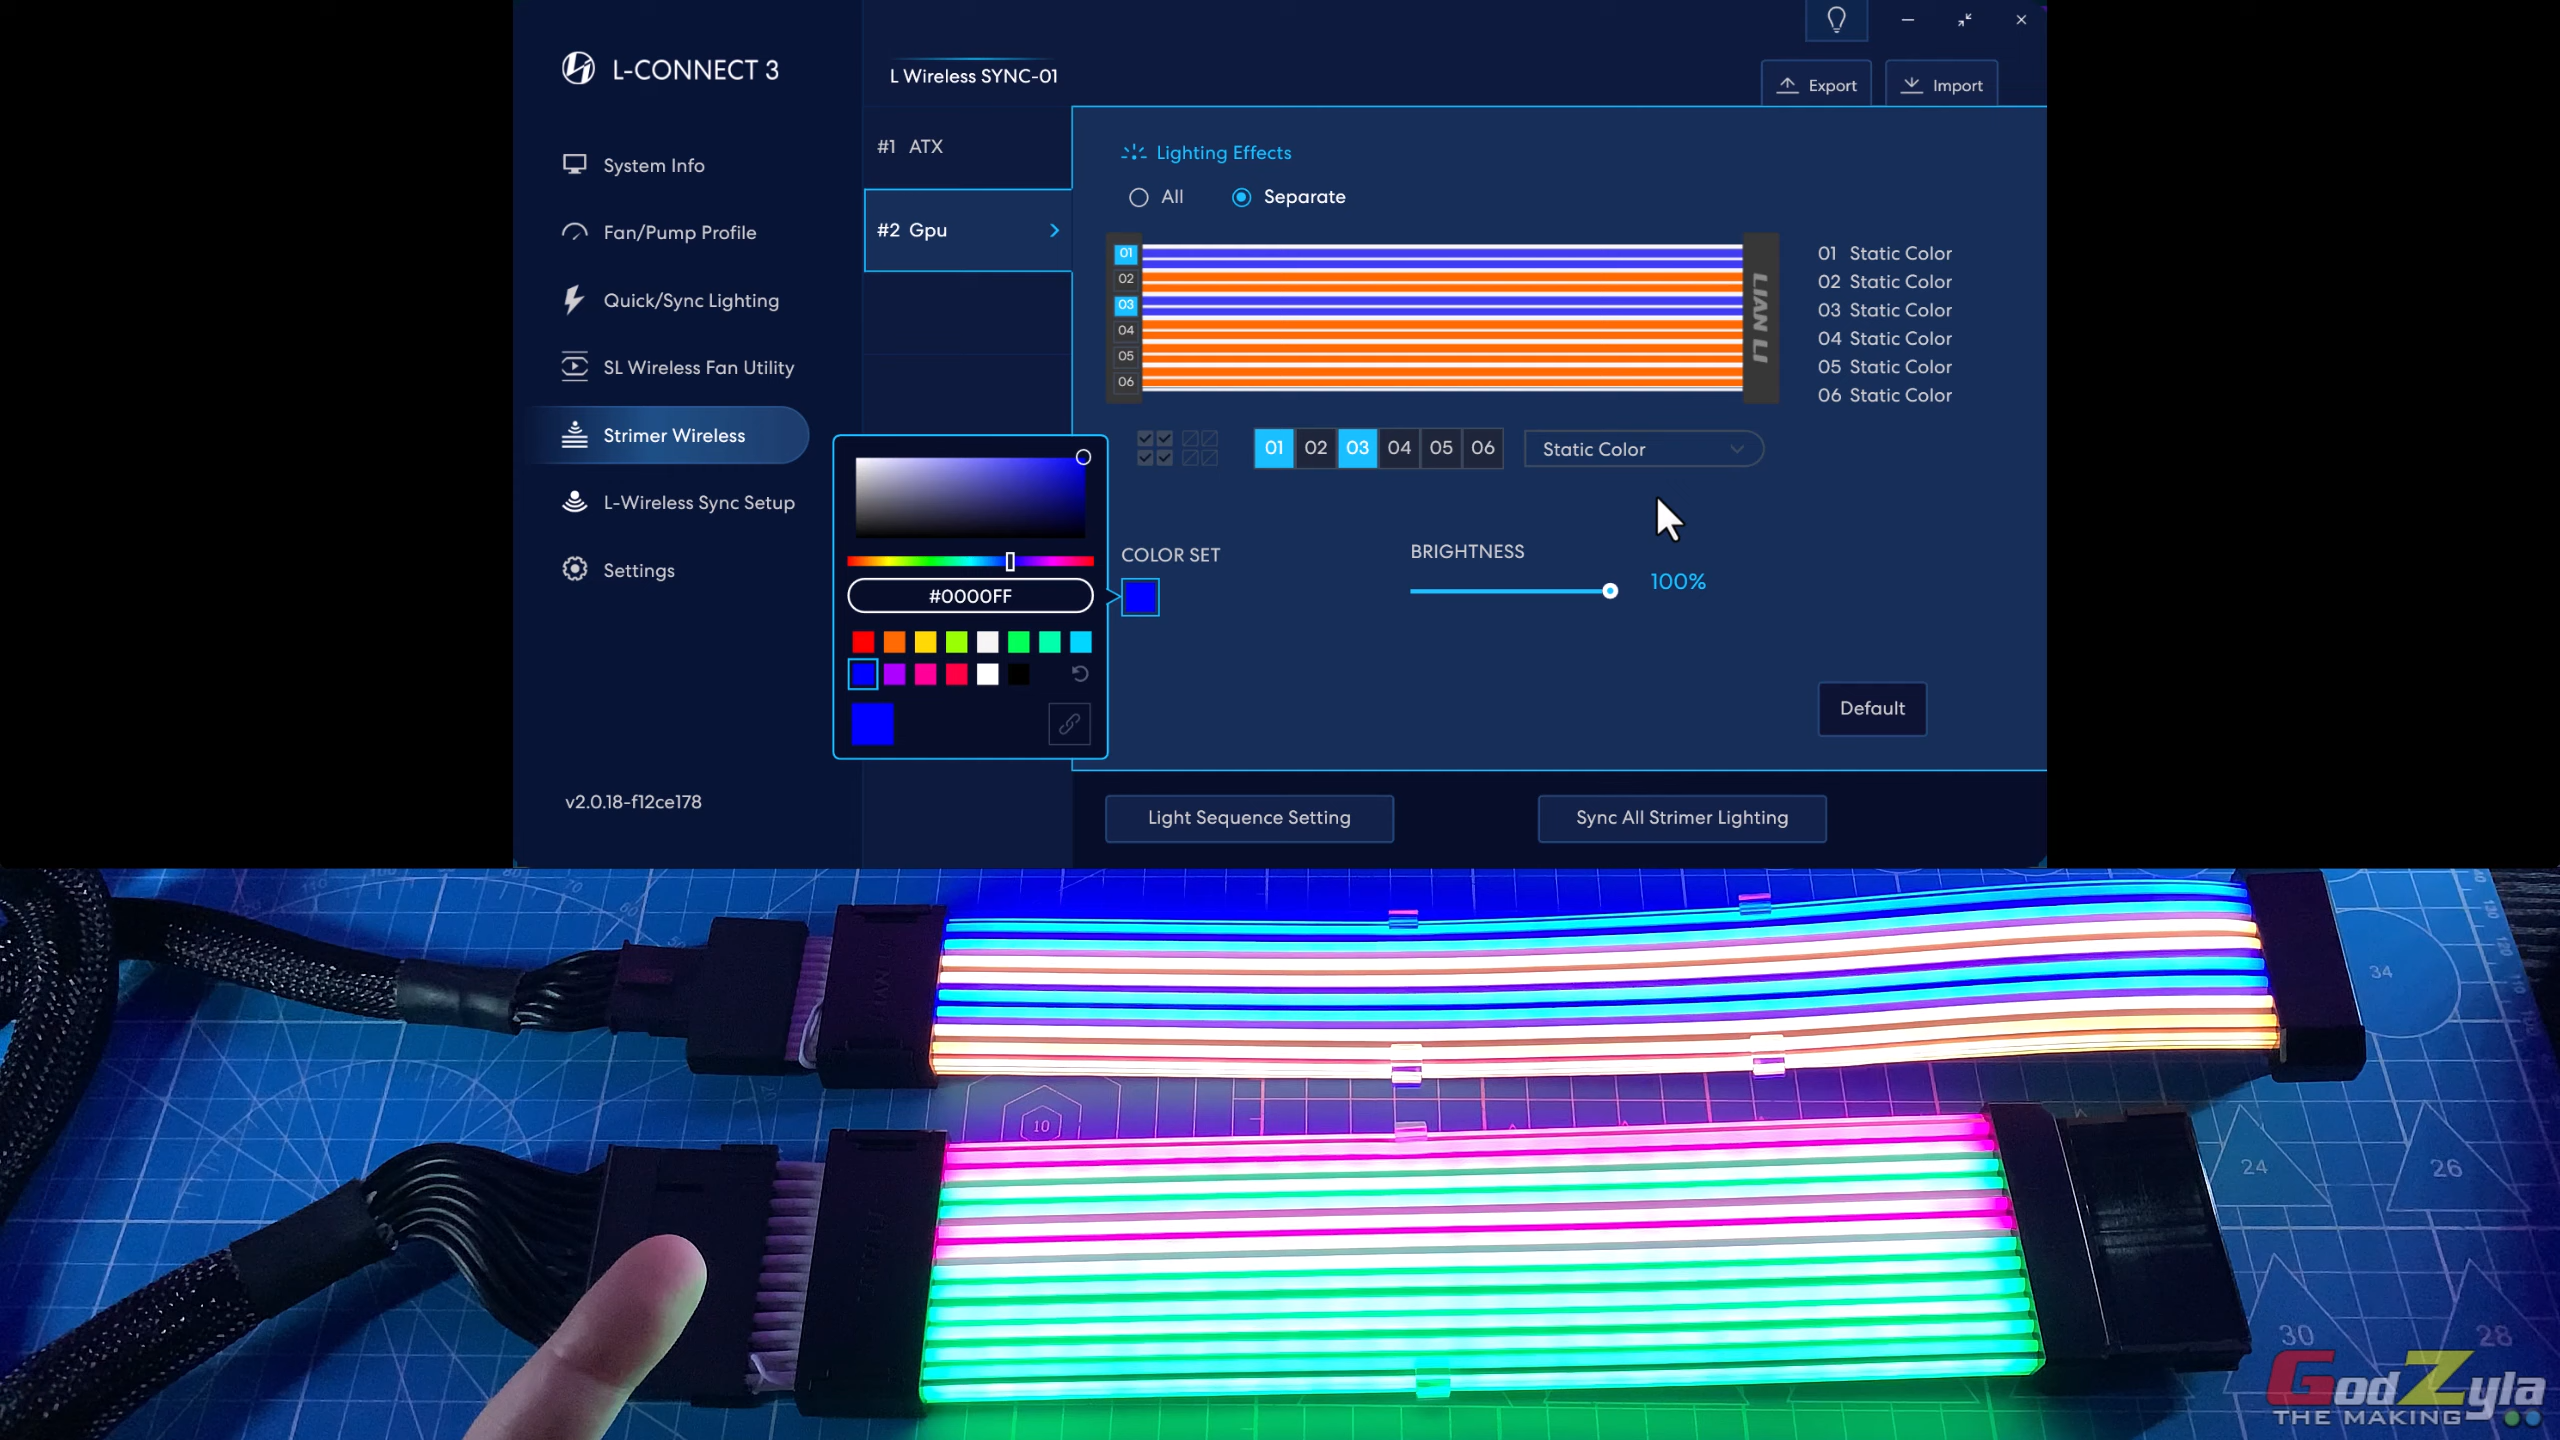 L-CONNECT 3
System Info
Fan/Pump Profile
Quick/Sync Lighting
SL Wireless Fan Utility
Strimer Wireless
L-Wireless Sync Setup
Settings
v2.0.18-f12ce178
L Wireless SYNC-01
Export
Import
#1 ATX
#2 Gpu
Lighting Effects
All
Separate
01
02
03
04
05
06
LIAN LI
01 Static Color
02 Static Color
03 Static Color
04 Static Color
05 Static Color
06 Static Color
01 02 03 04 05 06
Static Color
#0000FF
COLOR SET
BRIGHTNESS
100%
Default
Light Sequence Setting
Sync All Strimer Lighting
34
10
24
26
30
28
GodZyla
THE MAKING